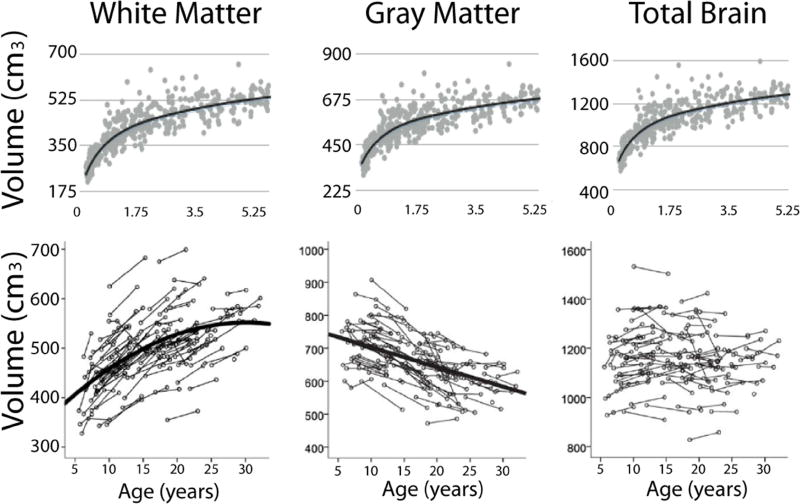 White Matter
Gray Matter
Total Brain
Volume (cm3)
700
525
350
175
0 1.75 3.5 5.25
900
675
450
225
0 1.75 3.5 5.25
1600
1200
800
400
0 1.75 3.5 5.25
Volume (cm3)
700
600
500
400
300
5 10 15 20 25 30
Age (years)
1000
900
800
700
600
500
400
5 10 15 20 25 30
Age (years)
1600
1400
1200
1000
800
5 10 15 20 25 30
Age (years)